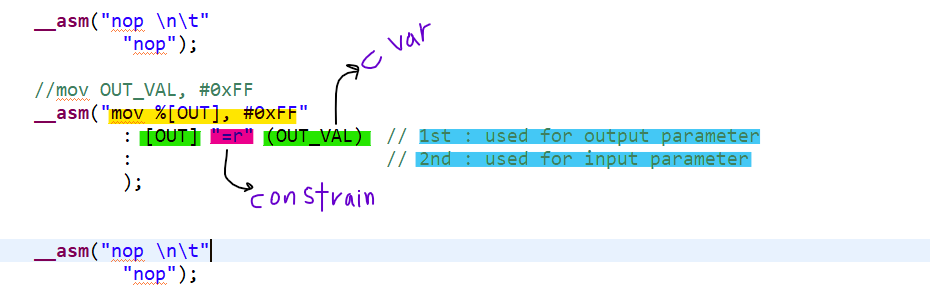 __asm("nop \n\t"
"nop");
c var
//mov OUT_VAL, #0xFF
__asm("mov %[OUT], #0xFF"
: [OUT] "=r" (OUT_VAL) // 1st : used for output parameter
: // 2nd : used for input parameter
);
constrain
__asm("nop \n\t"
"nop");